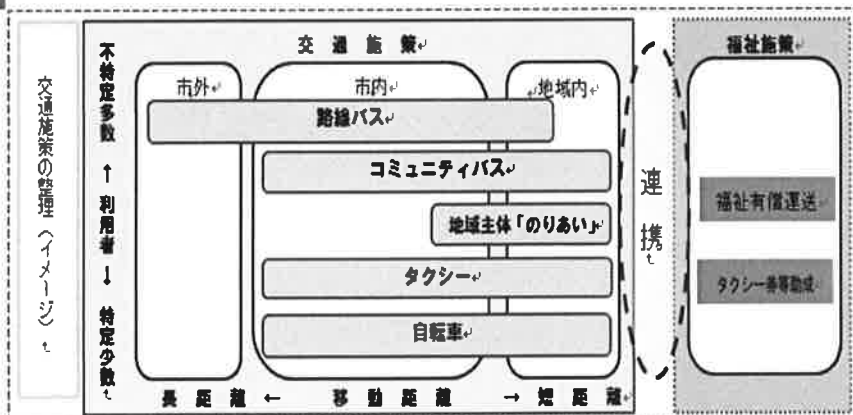 交通施策の整理（イメージ）
不特定多数 ↑ 利用者 ↓ 特定少数
交通施策
市外
市内
地域内
路線バス
コミュニティバス
地域主体「のりあい」
タクシー
自転車
長距離 ← 移動距離 → 短距離
連携
福祉施策
福祉有償運送
タクシー券等助成